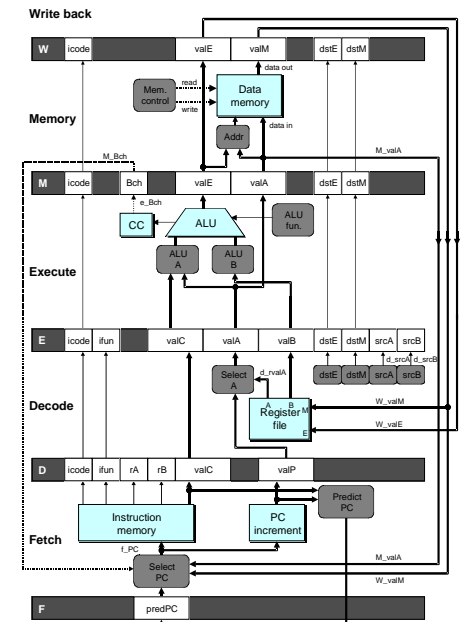 Write back
W icode valE valM dstE dstM
data out
Mem. control
read
write
Data memory
Memory
Addr
data in
M_Bch
M_valA
M icode Bch valE valA dstE dstM
e_Bch
CC
ALU
ALU fun.
ALU A
ALU B
Execute
E icode ifun valC valA valB dstE dstM srcA srcB
d_srcA d_srcB
Select A
d_rvalA
dstE dstM srcA srcB
A B M
Register file
E
W_valM
W_valE
Decode
D icode ifun rA rB valC valP
Predict PC
Instruction memory
PC increment
Fetch
f_PC
M_valA
Select PC
W_valM
F predPC